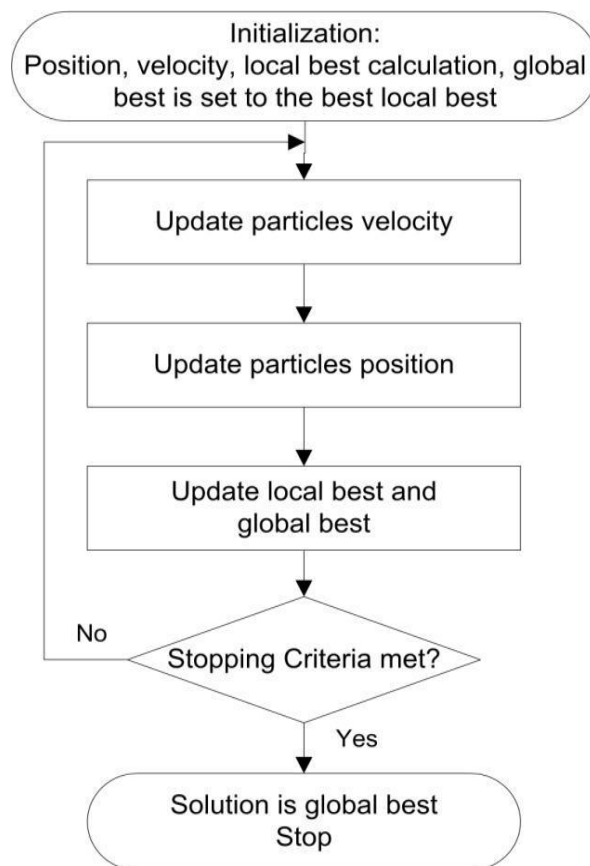 Initialization:
Position, velocity, local best calculation, global
best is set to the best local best
Update particles velocity
Update particles position
Update local best and
global best
No
Stopping Criteria met?
Yes
Solution is global best
Stop